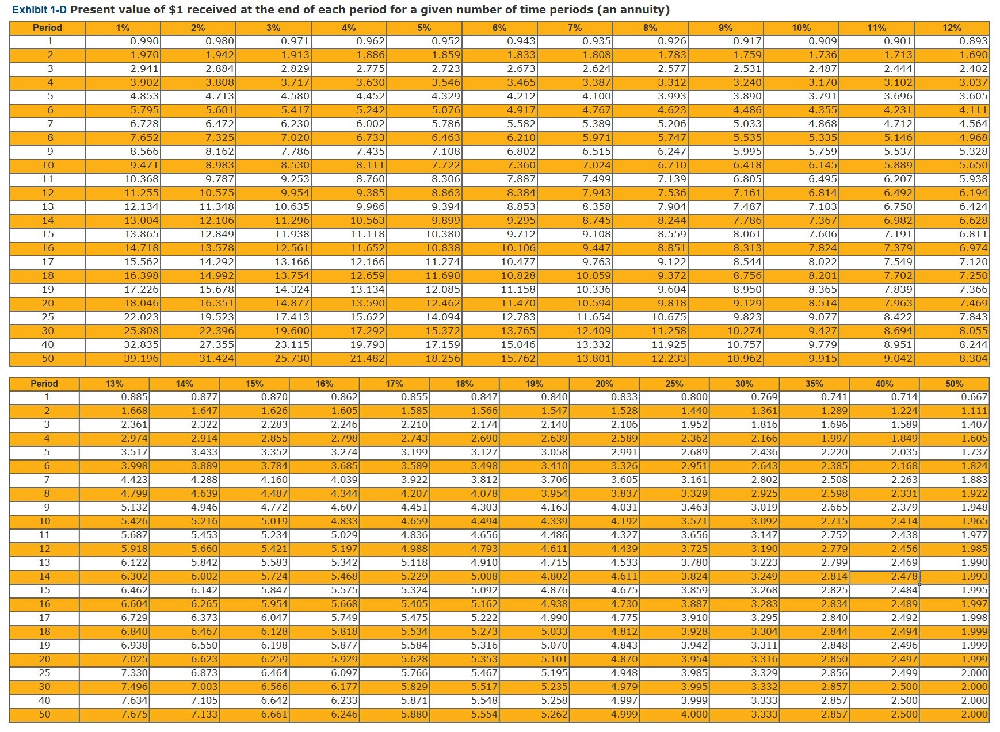 Exhibit 1-D Present value of $1 received at the end of each period for a given number of time periods (an annuity)
Period 1% 2% 3% 4% 5% 6% 7% 8% 9% 10% 11% 12%
1 0.990 0.980 0.971 0.962 0.952 0.943 0.935 0.926 0.917 0.909 0.901 0.893
2 1.970 1.942 1.913 1.886 1.859 1.833 1.808 1.783 1.759 1.736 1.713 1.690
3 2.941 2.884 2.829 2.775 2.723 2.673 2.624 2.577 2.531 2.487 2.444 2.402
4 3.902 3.808 3.717 3.630 3.546 3.465 3.387 3.312 3.240 3.170 3.102 3.037
5 4.853 4.713 4.580 4.452 4.329 4.212 4.100 3.993 3.890 3.791 3.696 3.605
6 5.795 5.601 5.417 5.242 5.076 4.917 4.767 4.623 4.486 4.355 4.231 4.111
7 6.728 6.472 6.230 6.002 5.786 5.582 5.389 5.206 5.033 4.868 4.712 4.564
8 7.652 7.325 7.020 6.733 6.463 6.210 5.971 5.747 5.535 5.335 5.146 4.968
9 8.566 8.162 7.786 7.435 7.108 6.802 6.515 6.247 5.995 5.759 5.537 5.328
10 9.471 8.983 8.530 8.111 7.722 7.360 7.024 6.710 6.418 6.145 5.889 5.650
11 10.368 9.787 9.253 8.760 8.306 7.887 7.499 7.139 6.805 6.495 6.207 5.938
12 11.255 10.575 9.954 9.385 8.863 8.384 7.943 7.536 7.161 6.814 6.492 6.194
13 12.134 11.348 10.635 9.986 9.394 8.853 8.358 7.904 7.487 7.103 6.750 6.424
14 13.004 12.106 11.296 10.563 9.899 9.295 8.745 8.244 7.786 7.367 6.982 6.628
15 13.865 12.849 11.938 11.118 10.380 9.712 9.108 8.559 8.061 7.606 7.191 6.811
16 14.718 13.578 12.561 11.652 10.838 10.106 9.447 8.851 8.313 7.824 7.379 6.974
17 15.562 14.292 13.166 12.166 11.274 10.477 9.763 9.122 8.544 8.022 7.549 7.120
18 16.398 14.992 13.754 12.659 11.690 10.828 10.059 9.372 8.756 8.201 7.702 7.250
19 17.226 15.678 14.324 13.134 12.085 11.158 10.336 9.604 8.950 8.365 7.839 7.366
20 18.046 16.351 14.877 13.590 12.462 11.470 10.594 9.818 9.129 8.514 7.963 7.469
25 22.023 19.523 17.413 15.622 14.094 12.783 11.654 10.675 9.823 9.077 8.422 7.843
30 25.808 22.396 19.600 17.292 15.372 13.765 12.409 11.258 10.274 9.427 8.694 8.055
40 32.835 27.355 23.115 19.793 17.159 15.046 13.332 11.925 10.757 9.779 8.951 8.244
50 39.196 31.424 25.730 21.482 18.256 15.762 13.801 12.233 10.962 9.915 9.042 8.304
Period 13% 14% 15% 16% 17% 18% 19% 20% 25% 30% 35% 40% 50%
1 0.885 0.877 0.870 0.862 0.855 0.847 0.840 0.833 0.800 0.769 0.741 0.714 0.667
2 1.668 1.647 1.626 1.605 1.585 1.566 1.547 1.528 1.440 1.361 1.289 1.224 1.111
3 2.361 2.322 2.283 2.246 2.210 2.174 2.140 2.106 1.952 1.816 1.696 1.589 1.407
4 2.974 2.914 2.855 2.798 2.743 2.690 2.639 2.589 2.362 2.166 1.997 1.849 1.605
5 3.517 3.433 3.352 3.274 3.199 3.127 3.058 2.991 2.689 2.436 2.220 2.035 1.737
6 3.998 3.889 3.784 3.685 3.589 3.498 3.410 3.326 2.951 2.643 2.385 2.168 1.824
7 4.423 4.288 4.160 4.039 3.922 3.812 3.706 3.605 3.161 2.802 2.508 2.263 1.883
8 4.799 4.639 4.487 4.344 4.207 4.078 3.954 3.837 3.329 2.925 2.598 2.331 1.922
9 5.132 4.946 4.772 4.607 4.451 4.303 4.163 4.031 3.463 3.019 2.665 2.379 1.948
10 5.426 5.216 5.019 4.833 4.659 4.494 4.339 4.192 3.571 3.092 2.715 2.414 1.965
11 5.687 5.453 5.234 5.029 4.836 4.656 4.486 4.327 3.656 3.147 2.752 2.438 1.977
12 5.918 5.660 5.421 5.197 4.988 4.793 4.611 4.439 3.725 3.190 2.779 2.456 1.985
13 6.122 5.842 5.583 5.342 5.118 4.910 4.715 4.533 3.780 3.223 2.799 2.469 1.990
14 6.302 6.002 5.724 5.468 5.229 5.008 4.802 4.611 3.824 3.249 2.814 2.478 1.993
15 6.462 6.142 5.847 5.575 5.324 5.092 4.876 4.675 3.859 3.268 2.825 2.484 1.995
16 6.604 6.265 5.954 5.668 5.405 5.162 4.938 4.730 3.887 3.283 2.834 2.489 1.997
17 6.729 6.373 6.047 5.749 5.475 5.222 4.990 4.775 3.910 3.295 2.840 2.492 1.998
18 6.840 6.467 6.128 5.818 5.534 5.273 5.033 4.812 3.928 3.304 2.844 2.494 1.999
19 6.938 6.550 6.198 5.877 5.584 5.316 5.070 4.843 3.942 3.311 2.848 2.496 1.999
20 7.025 6.623 6.259 5.929 5.628 5.353 5.101 4.870 3.954 3.316 2.850 2.497 1.999
25 7.330 6.873 6.464 6.097 5.766 5.467 5.195 4.948 3.985 3.329 2.856 2.499 2.000
30 7.496 7.003 6.566 6.177 5.829 5.517 5.235 4.979 3.995 3.332 2.857 2.500 2.000
40 7.634 7.105 6.642 6.233 5.871 5.548 5.258 4.997 3.999 3.333 2.857 2.500 2.000
50 7.675 7.133 6.661 6.246 5.880 5.554 5.262 4.999 4.000 3.333 2.857 2.500 2.000